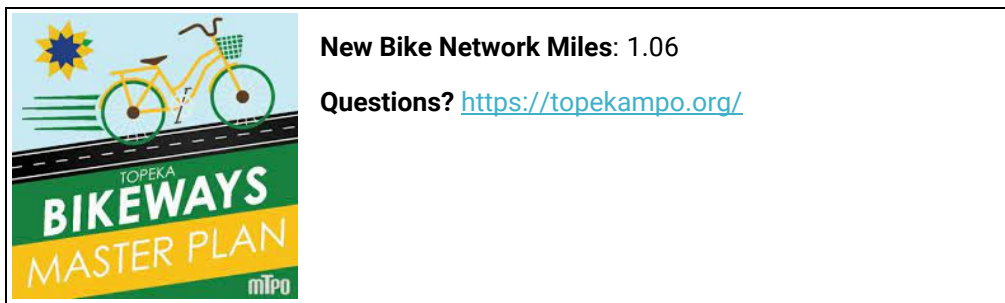 New Bike Network Miles: 1.06
Questions? https://topekampo.org/
TOPEKA
BIKEWAYS
MASTER PLAN
mTPO